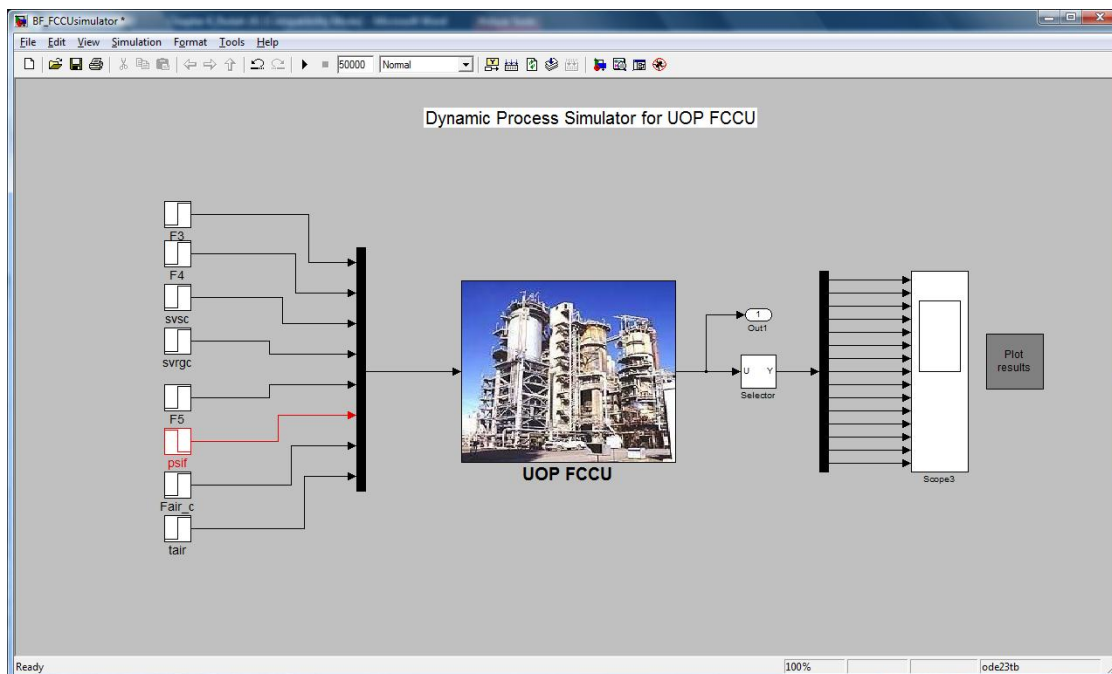 BF_FCCUsimulator *
File Edit View Simulation Format Tools Help
50000 Normal
Dynamic Process Simulator for UOP FCCU
F3
F4
svsc
svrgc
F5
psif
Fair_c
tair
UOP FCCU
1
Out1
U Y
Selector
Scope3
Plot
results
Ready 100% ode23tb